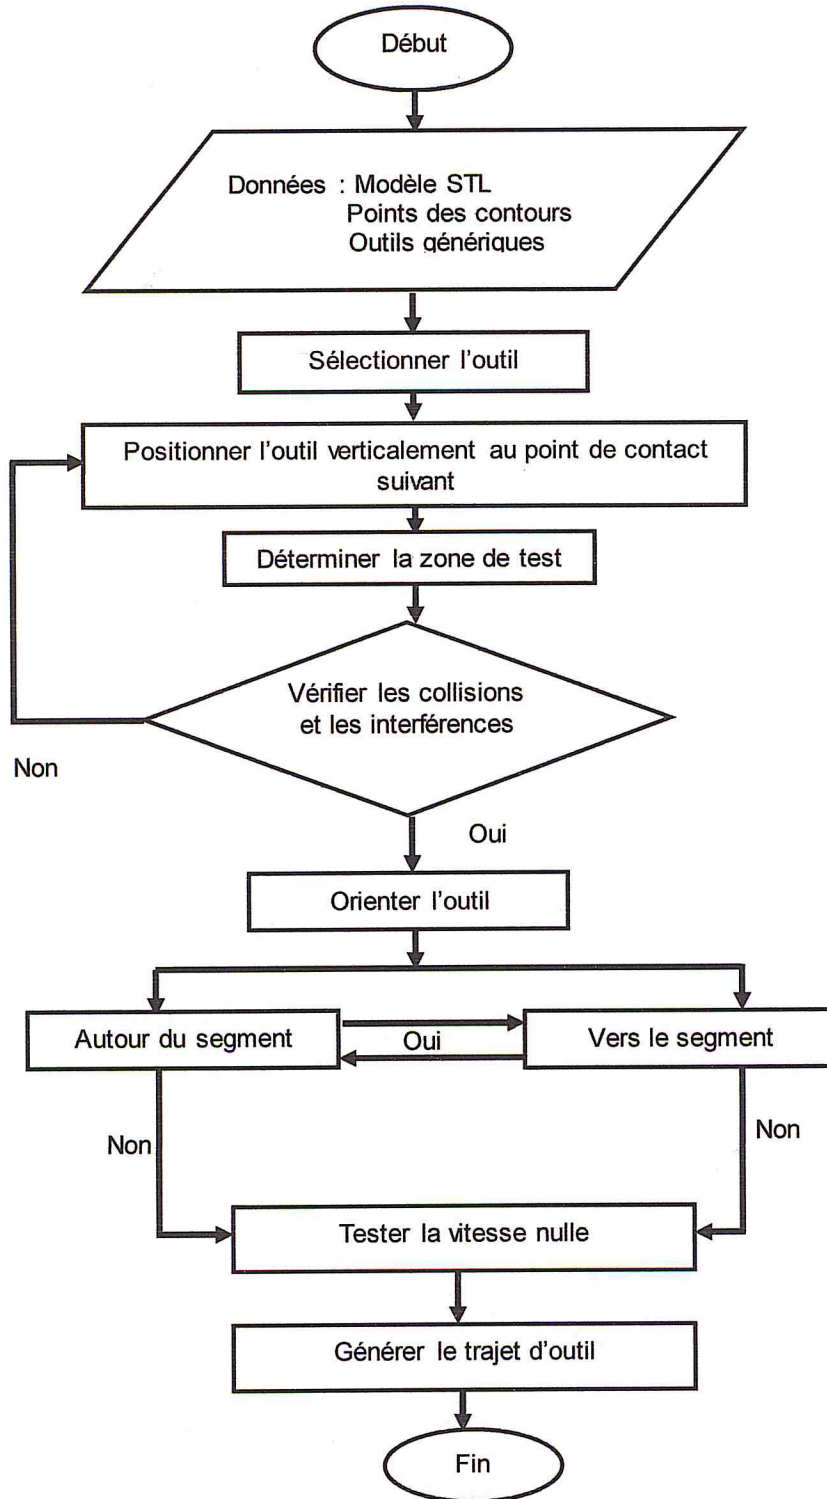 Début
Données : Modèle STL
Points des contours
Outils génériques
Sélectionner l'outil
Positionner l'outil verticalement au point de contact
suivant
Déterminer la zone de test
Vérifier les collisions
et les interférences
Non
Oui
Orienter l'outil
Autour du segment
Oui
Vers le segment
Non
Non
Tester la vitesse nulle
Générer le trajet d'outil
Fin